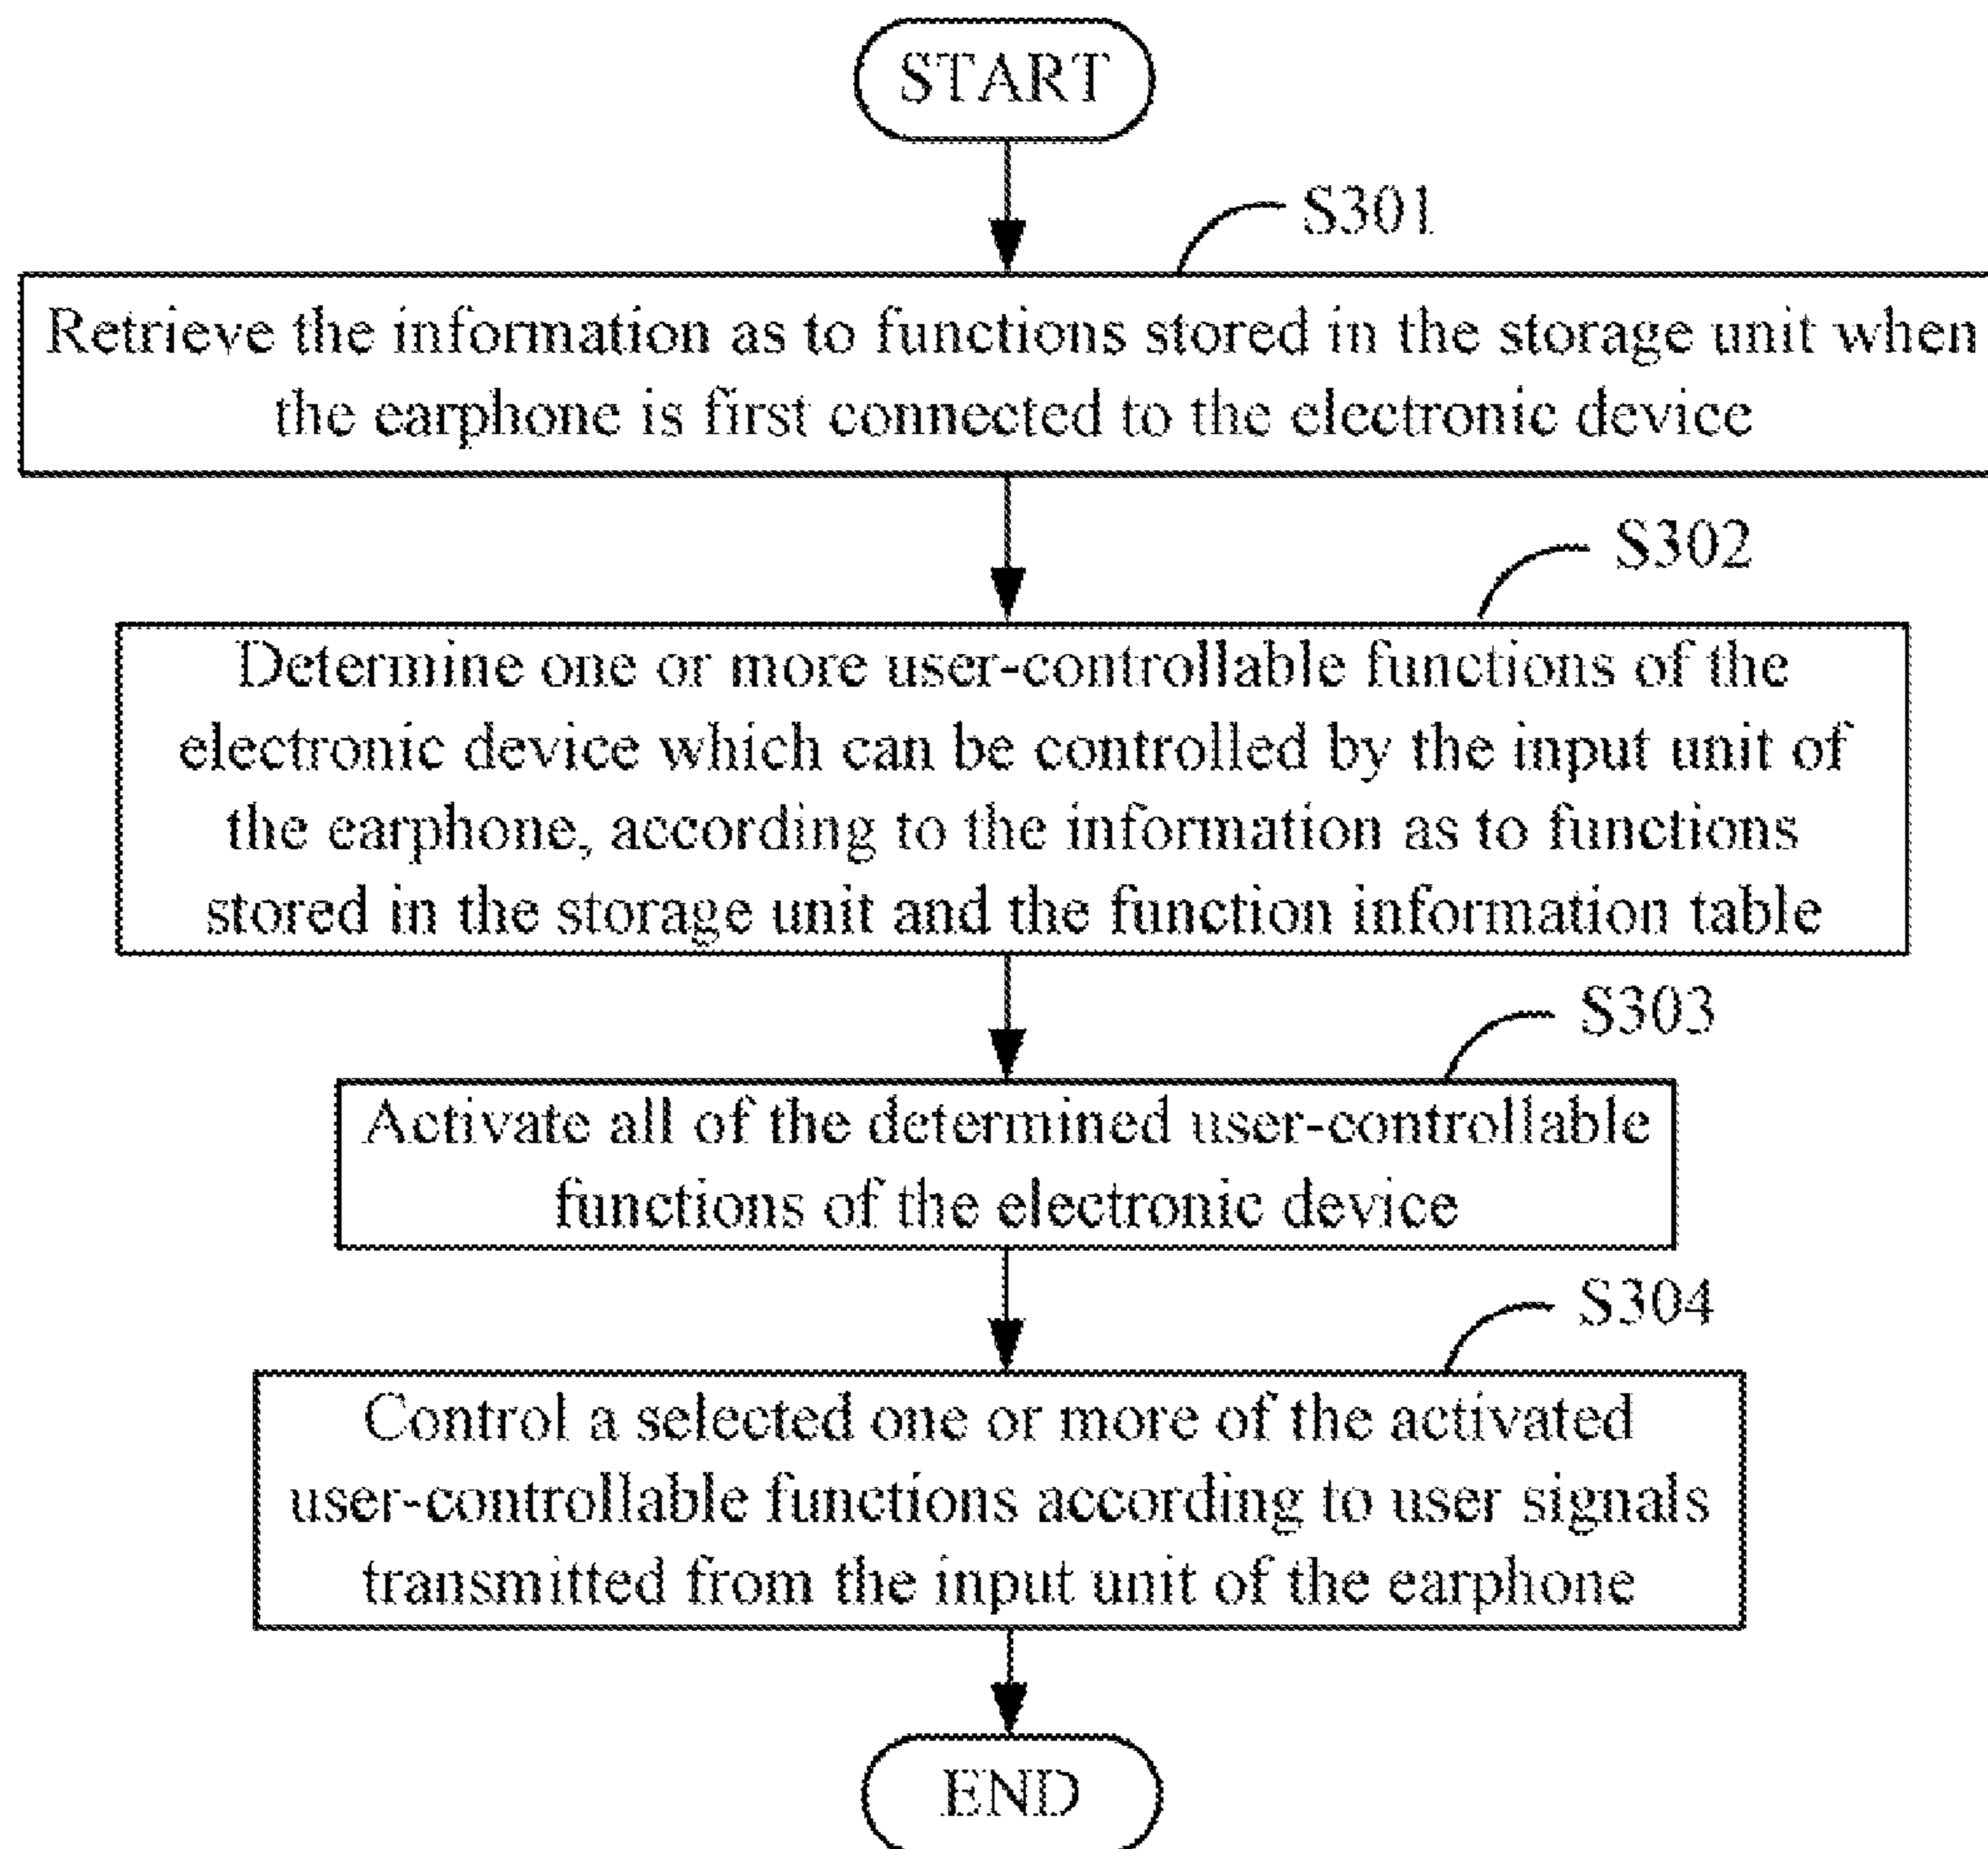 START
S301
Retrieve the information as to functions stored in the storage unit when
the earphone is first connected to the electronic device
S302
Determine one or more user-controllable functions of the
electronic device which can be controlled by the input unit of
the earphone, according to the information as to functions
stored in the storage unit and the function information table
S303
Activate all of the determined user-controllable
functions of the electronic device
S304
Control a selected one or more of the activated
user-controllable functions according to user signals
transmitted from the input unit of the earphone
END